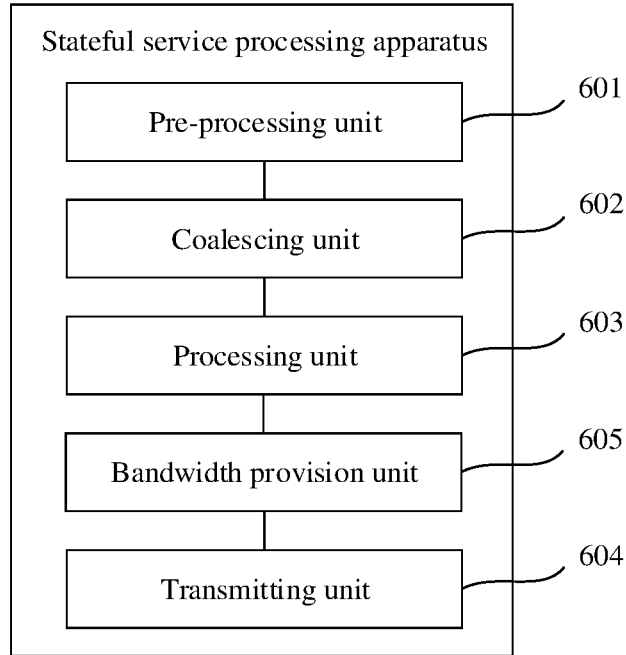 Stateful service processing apparatus
Pre-processing unit
601
Coalescing unit
602
Processing unit
603
Bandwidth provision unit
605
Transmitting unit
604